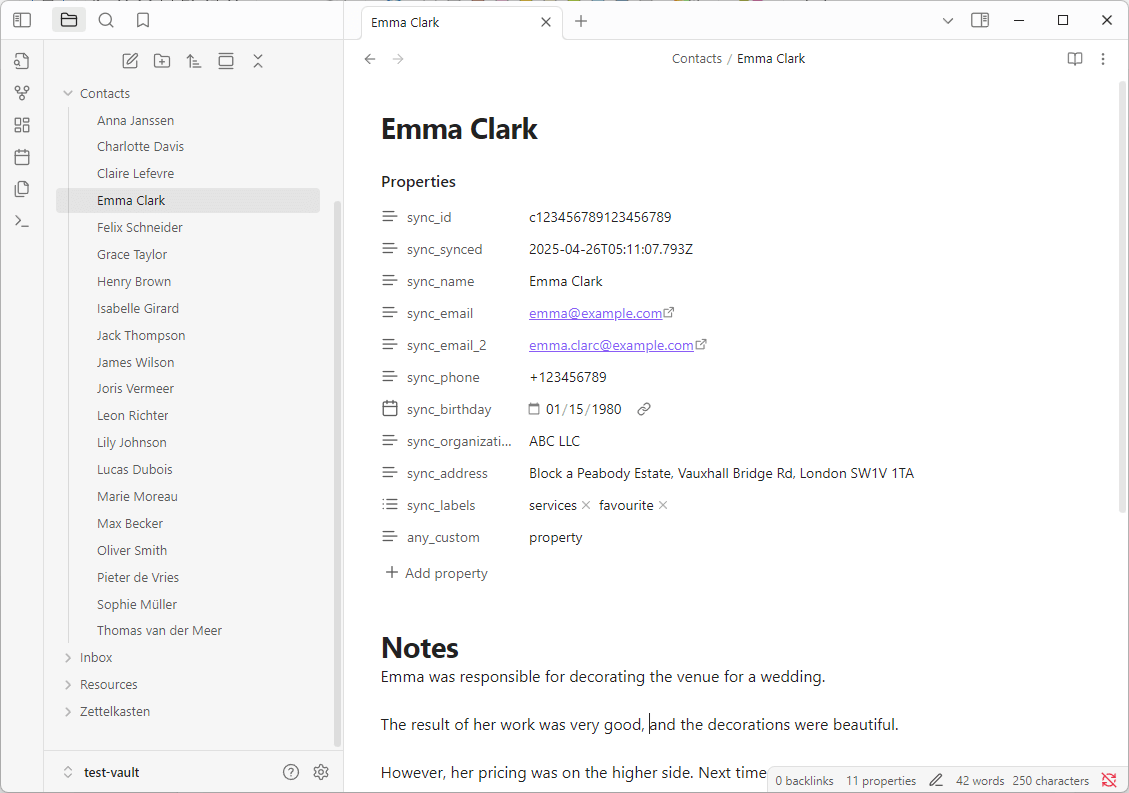 Emma Clark
Contacts / Emma Clark
Contacts
Anna Janssen
Charlotte Davis
Claire Lefevre
Emma Clark
Felix Schneider
Grace Taylor
Henry Brown
Isabelle Girard
Jack Thompson
James Wilson
Joris Vermeer
Leon Richter
Lily Johnson
Lucas Dubois
Marie Moreau
Max Becker
Oliver Smith
Pieter de Vries
Sophie Müller
Thomas van der Meer
Inbox
Resources
Zettelkasten
test-vault
Emma Clark
Properties
sync_id c123456789123456789
sync_synced 2025-04-26T05:11:07.793Z
sync_name Emma Clark
sync_email emma@example.com
sync_email_2 emma.clarc@example.com
sync_phone +123456789
sync_birthday 01/15/1980
sync_organizati... ABC LLC
sync_address Block a Peabody Estate, Vauxhall Bridge Rd, London SW1V 1TA
sync_labels services × favourite ×
any_custom property
+ Add property
Notes
Emma was responsible for decorating the venue for a wedding.
The result of her work was very good, and the decorations were beautiful.
However, her pricing was on the higher side. Next time
0 backlinks 11 properties 42 words 250 characters